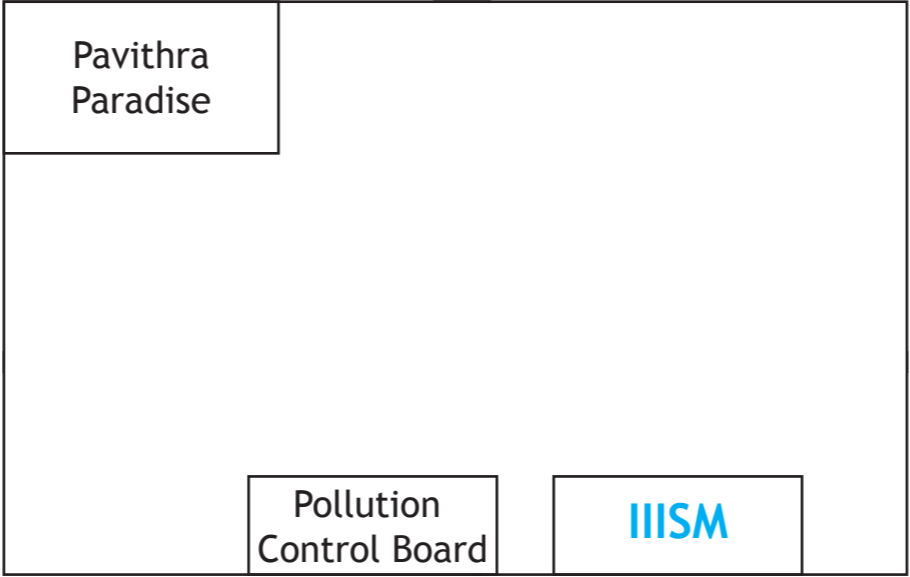 Pavithra
Paradise
Pollution
Control Board
IIISM